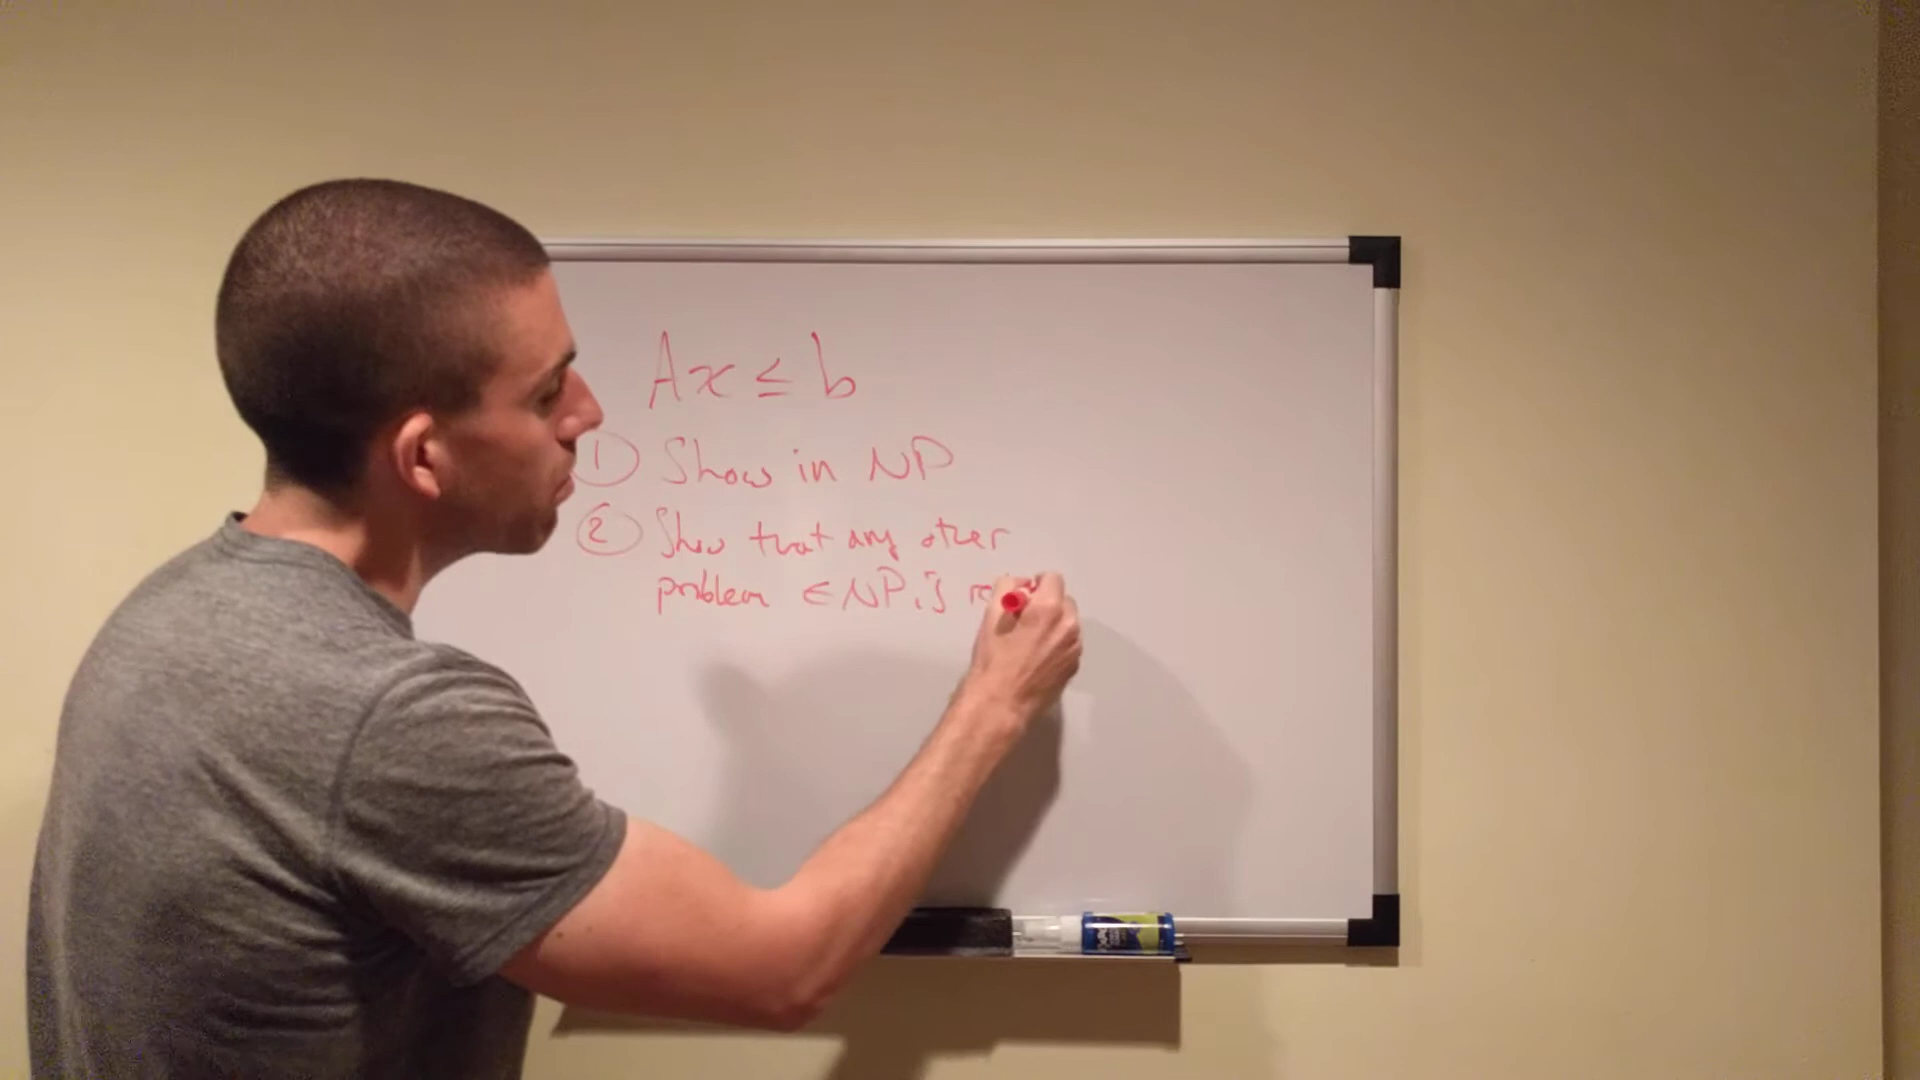 Ax ≤ b
① Show in NP
② Show that any other
problem ∈ NP, is